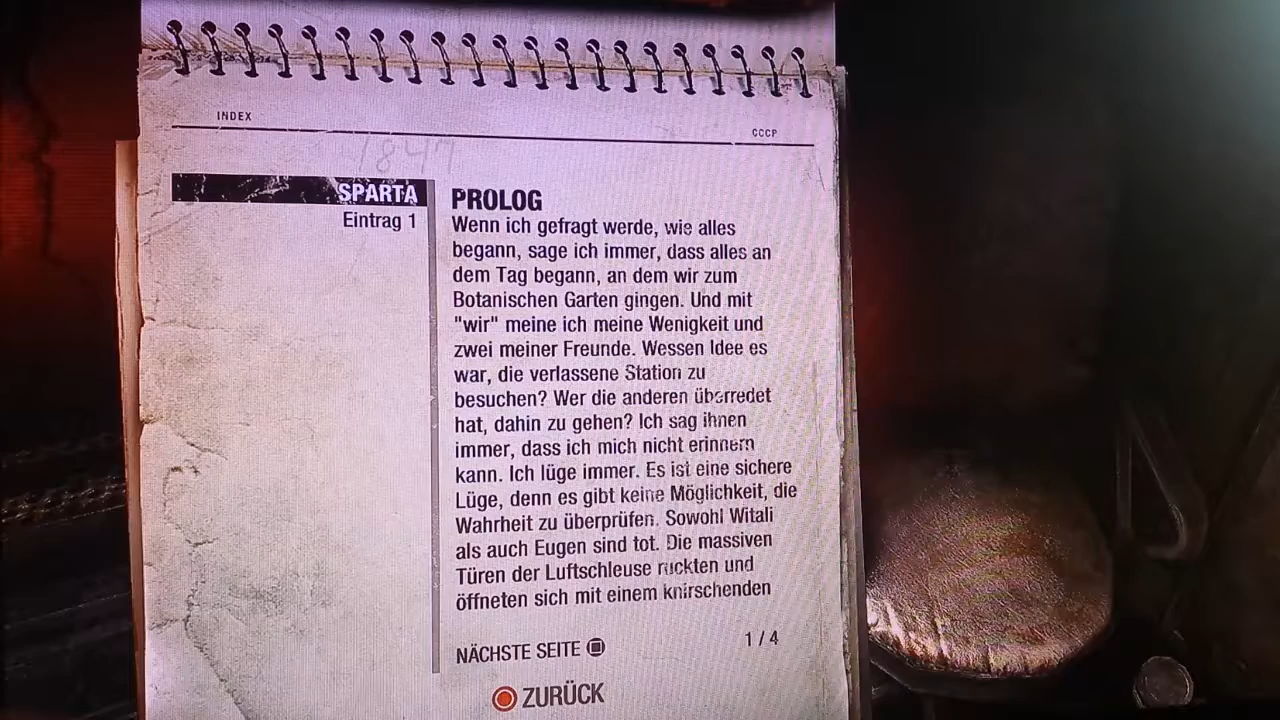 INDEX
CCCP
1847
SPARTA
Eintrag 1
PROLOG
Wenn ich gefragt werde, wie alles
begann, sage ich immer, dass alles an
dem Tag begann, an dem wir zum
Botanischen Garten gingen. Und mit
"wir" meine ich meine Wenigkeit und
zwei meiner Freunde. Wessen Idee es
war, die verlassene Station zu
besuchen? Wer die anderen überredet
hat, dahin zu gehen? Ich sag ihnen
immer, dass ich mich nicht erinnern
kann. Ich lüge immer. Es ist eine sichere
Lüge, denn es gibt keine Möglichkeit, die
Wahrheit zu überprüfen. Sowohl Witali
als auch Eugen sind tot. Die massiven
Türen der Luftschleuse ruckten und
öffneten sich mit einem knirschenden
NÄCHSTE SEITE
1 / 4
ZURÜCK